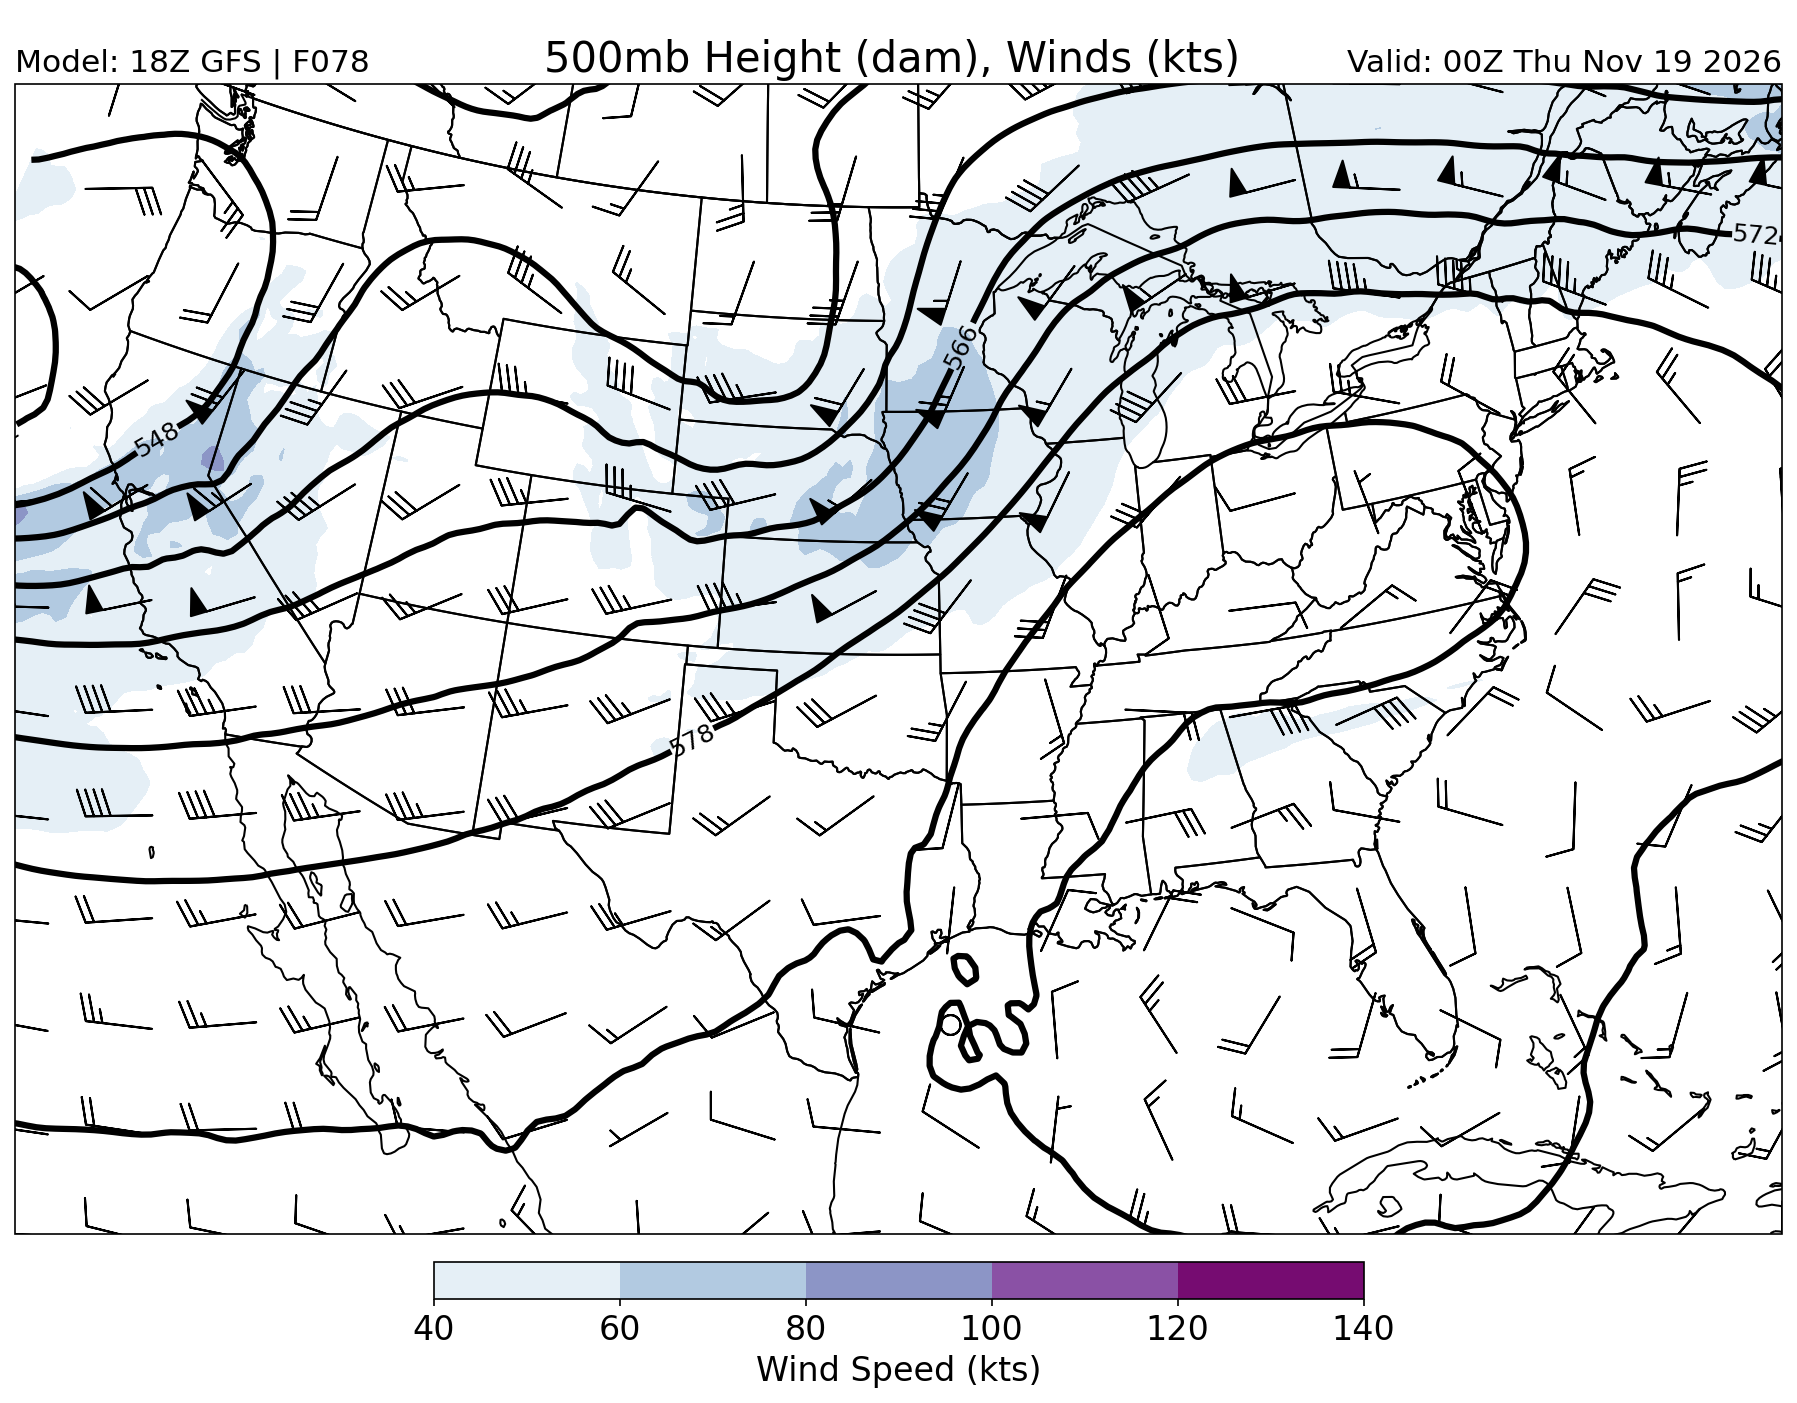 Model: 18Z GFS | F078
500mb Height (dam), Winds (kts)
Valid: 00Z Thu Nov 19 2026
572
566
548
578
40 60 80 100 120 140
Wind Speed (kts)